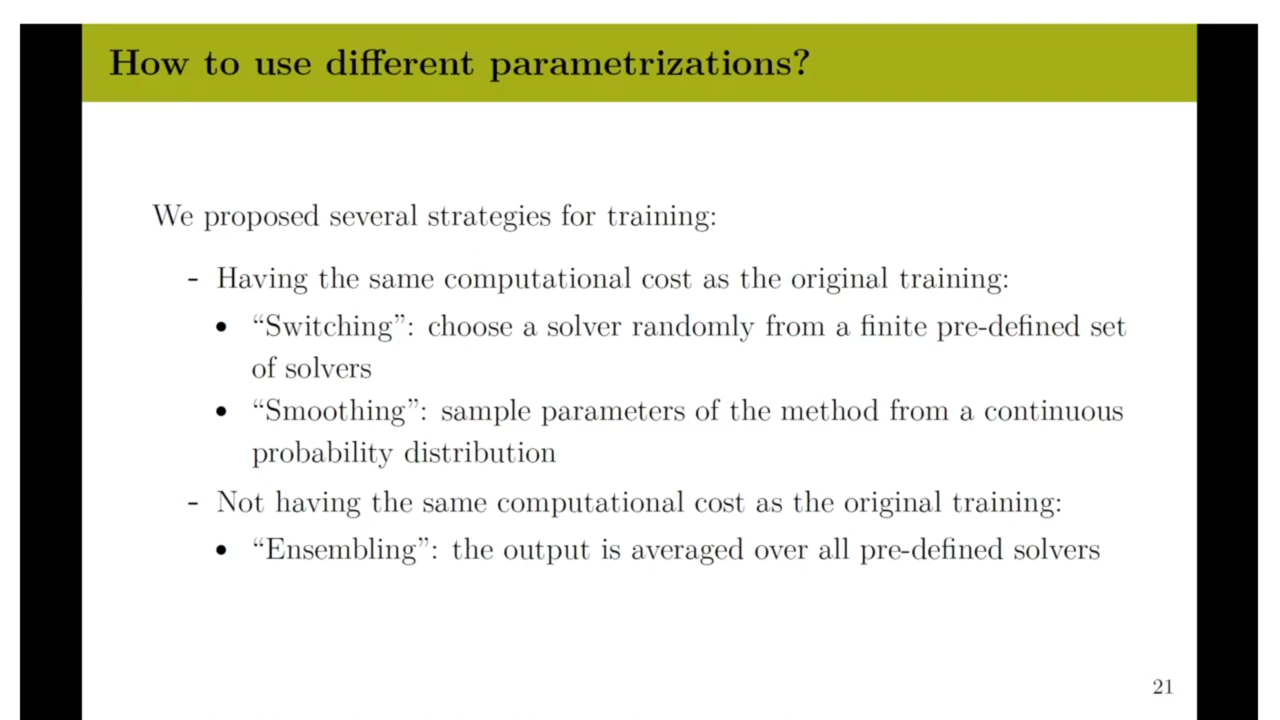 How to use different parametrizations?
We proposed several strategies for training:
- Having the same computational cost as the original training:
• “Switching”: choose a solver randomly from a finite pre-defined set
of solvers
• “Smoothing”: sample parameters of the method from a continuous
probability distribution
- Not having the same computational cost as the original training:
• “Ensembling”: the output is averaged over all pre-defined solvers
21